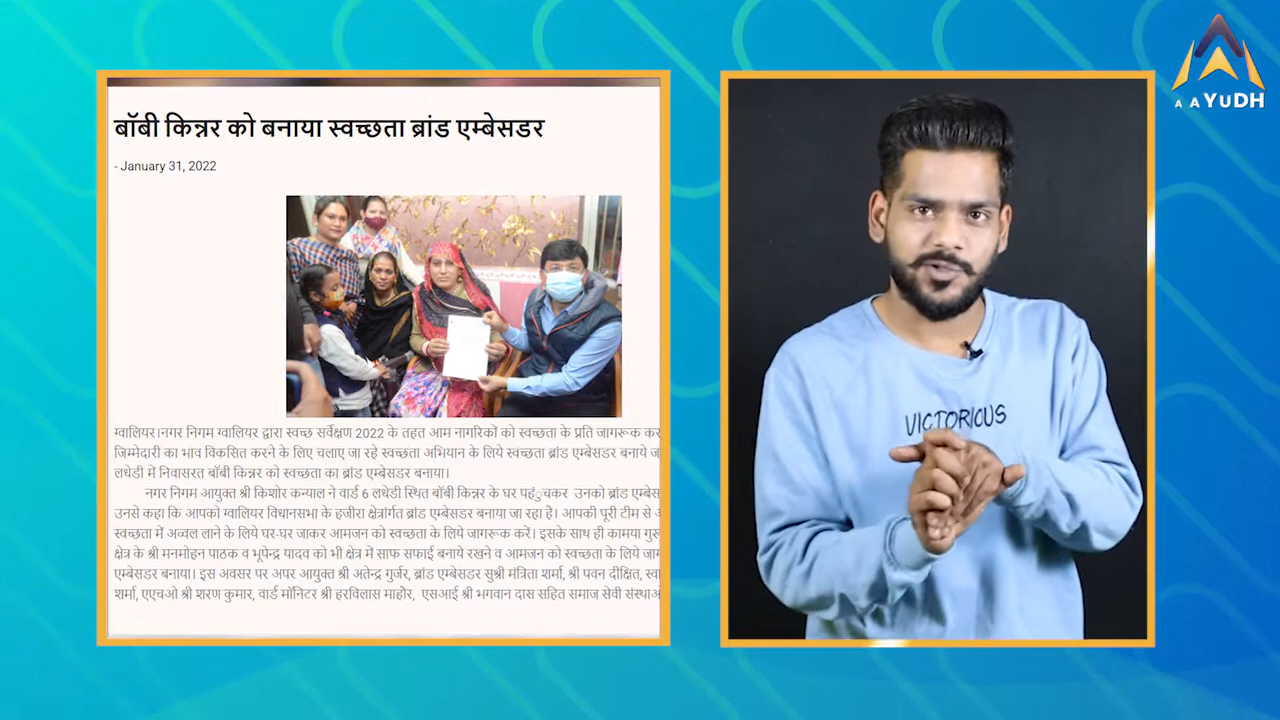 बॉबी किन्नर को बनाया स्वच्छता ब्रांड एम्बेसडर
- January 31, 2022
ग्वालियर।नगर निगम ग्वालियर द्वारा स्वच्छ सर्वेक्षण 2022 के तहत आम नागरिकों को स्वच्छता के प्रति जागरूक कर
जिम्मेदारी का भाव विकसित करने के लिए चलाए जा रहे स्वच्छता अभियान के लिये स्वच्छता ब्रांड एम्बेसडर बनाये ज
लधेडी में निवासरत बॉबी किन्नर को स्वच्छता का ब्रांड एम्बेसडर बनाया।
नगर निगम आयुक्त श्री किशोर कन्याल ने वार्ड 6 लधेडी स्थित बॉबी किन्नर के घर पहंुचकर उनको ब्रांड एम्बेस
उनसे कहा कि आपको ग्वालियर विधानसभा के हजीरा क्षेत्रांर्गत ब्रांड एम्बेसडर बनाया जा रहा है। आपकी पूरी टीम से
स्वच्छता में अव्वल लाने के लिये घर-घर जाकर आमजन को स्वच्छता के लिये जागरूक करें। इसके साथ ही कामया गुरू
क्षेत्र के श्री मनमोहन पाठक व भूपेन्द्र यादव को भी क्षेत्र में साफ सफाई बनाये रखने व आमजन को स्वच्छता के लिये जाग
एम्बेसडर बनाया। इस अवसर पर अपर आयुक्त श्री अतेन्द्र गुर्जर, ब्रांड एम्बेसडर सुश्री मंत्रिता शर्मा, श्री पवन दीक्षित, स्वा
शर्मा, एएचओ श्री शरण कुमार, वार्ड मॉनिटर श्री हरविलास माहौर, एसआई श्री भगवान दास सहित समाज सेवी संस्थाओ
AAYUDH
VICTORIOUS